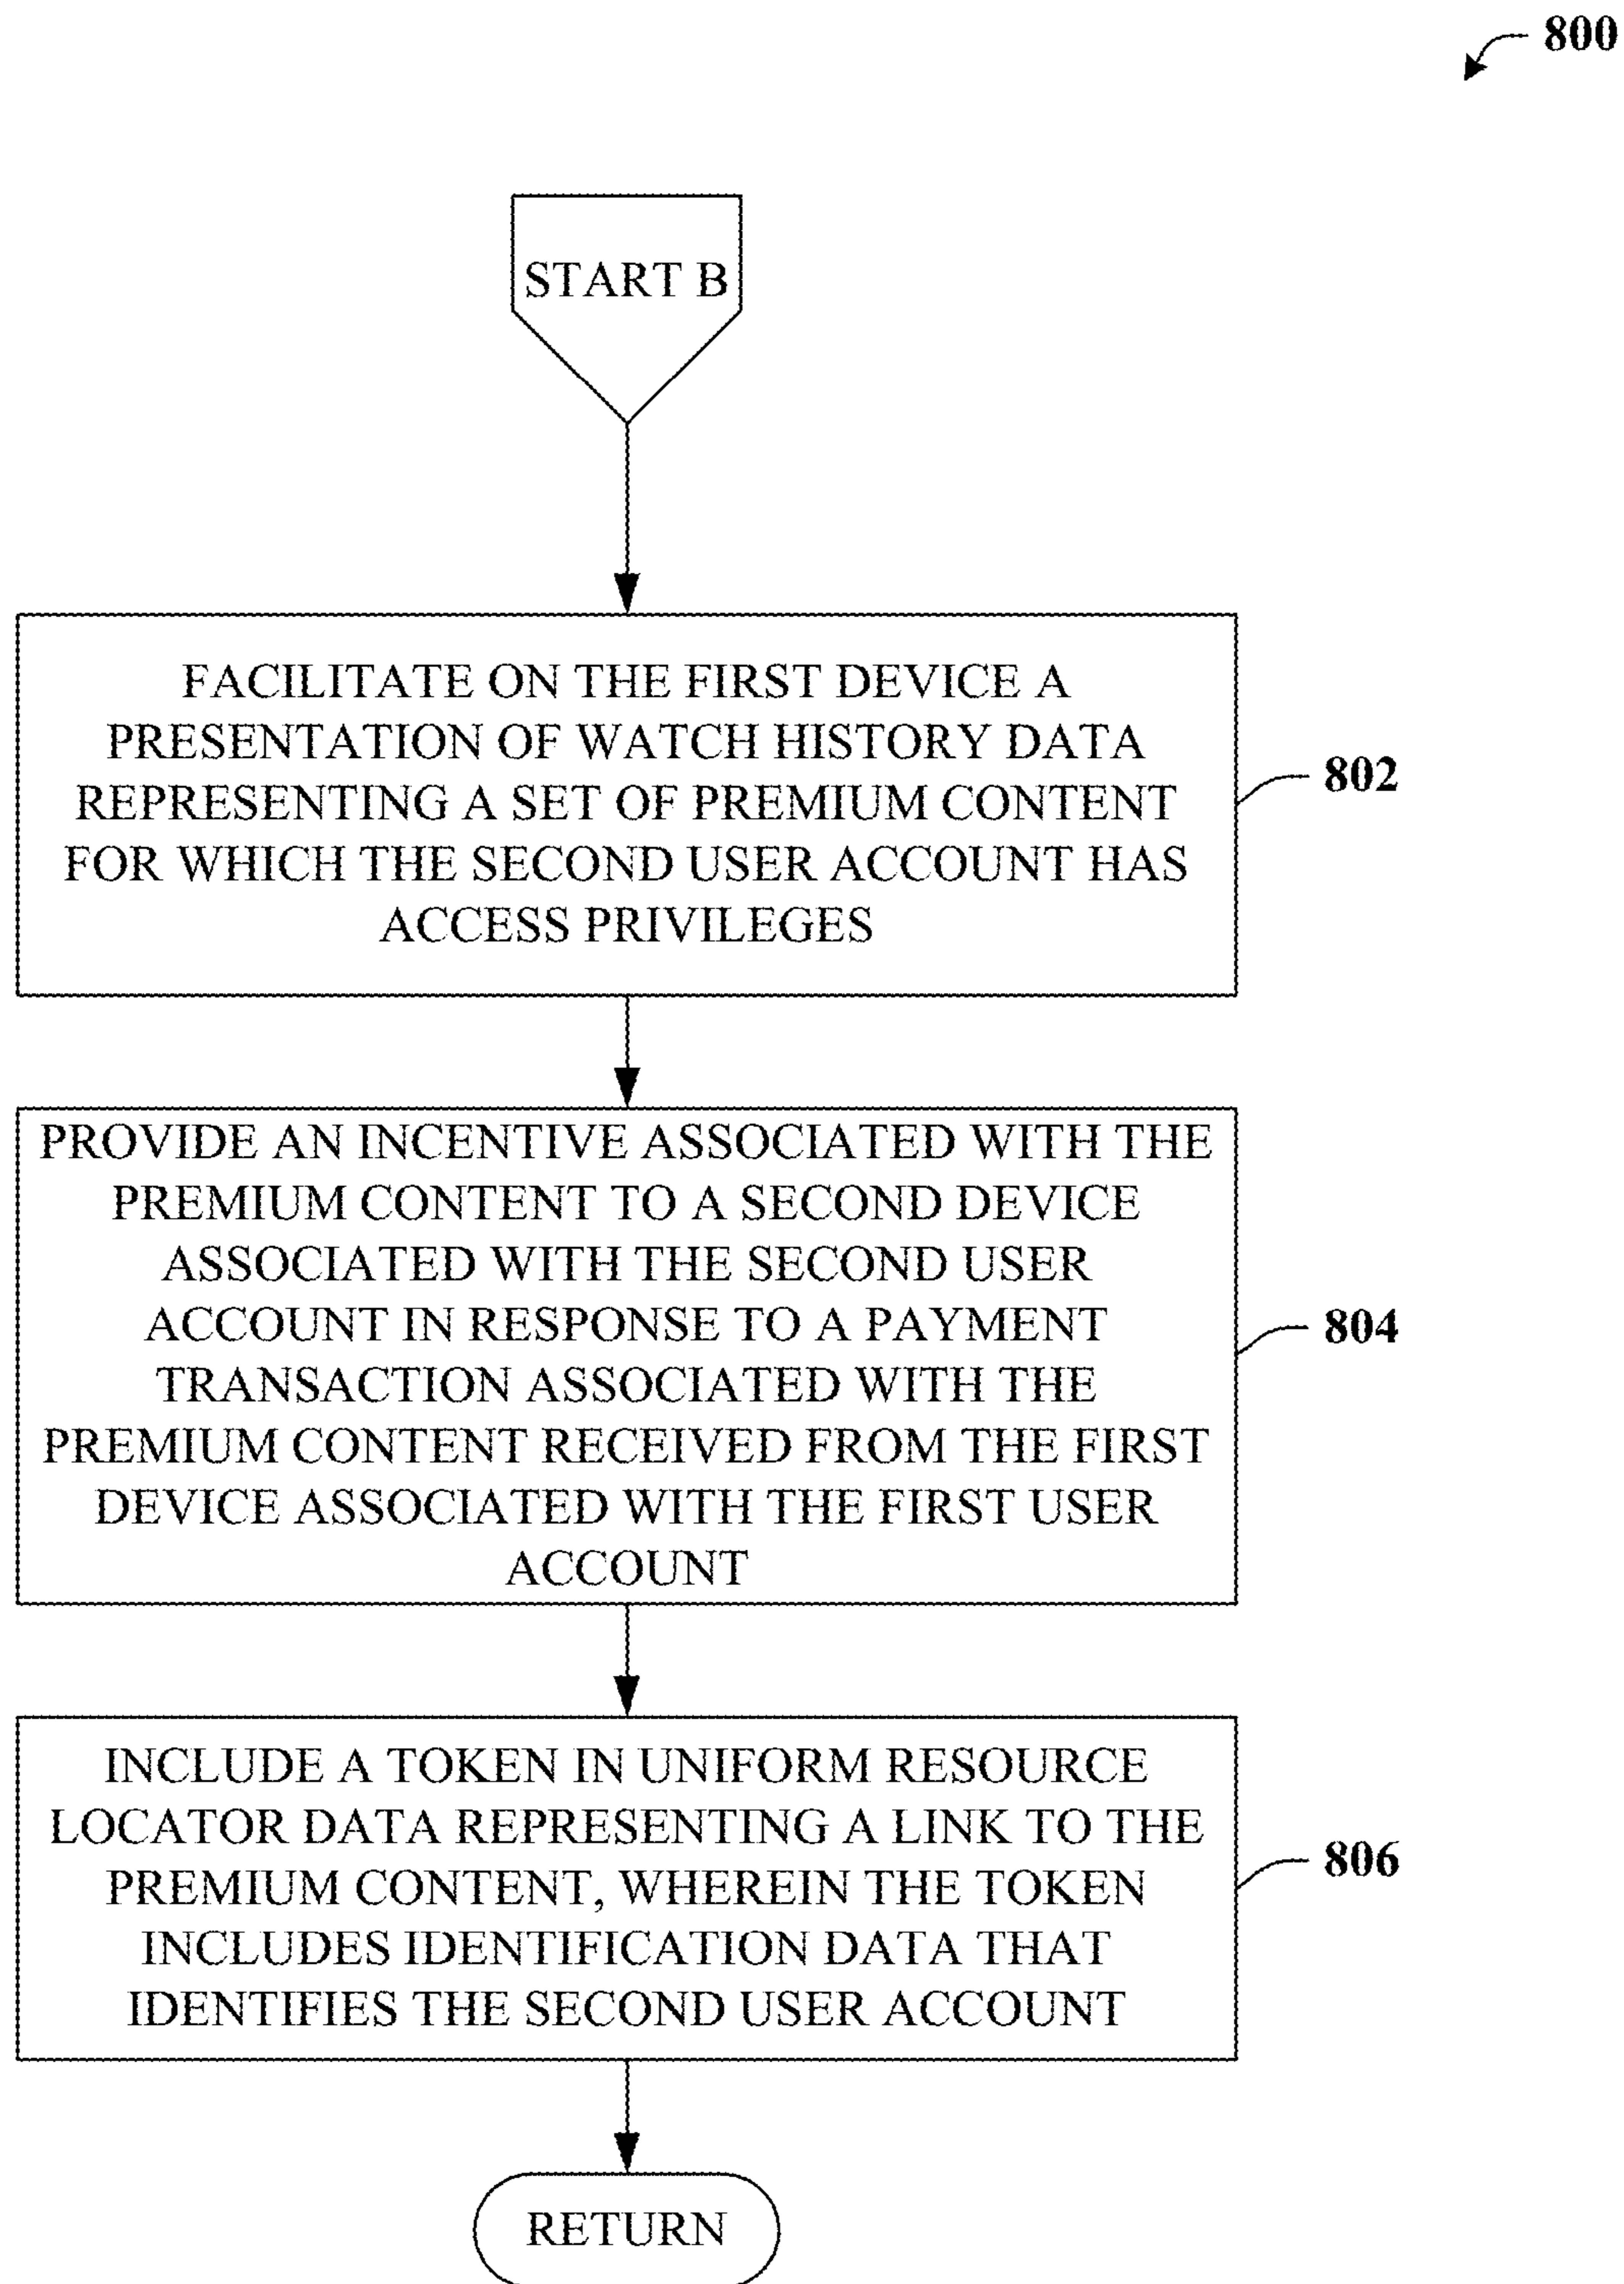 800
START B
FACILITATE ON THE FIRST DEVICE A
PRESENTATION OF WATCH HISTORY DATA
REPRESENTING A SET OF PREMIUM CONTENT
FOR WHICH THE SECOND USER ACCOUNT HAS
ACCESS PRIVILEGES
802
PROVIDE AN INCENTIVE ASSOCIATED WITH THE
PREMIUM CONTENT TO A SECOND DEVICE
ASSOCIATED WITH THE SECOND USER
ACCOUNT IN RESPONSE TO A PAYMENT
TRANSACTION ASSOCIATED WITH THE
PREMIUM CONTENT RECEIVED FROM THE FIRST
DEVICE ASSOCIATED WITH THE FIRST USER
ACCOUNT
804
INCLUDE A TOKEN IN UNIFORM RESOURCE
LOCATOR DATA REPRESENTING A LINK TO THE
PREMIUM CONTENT, WHEREIN THE TOKEN
INCLUDES IDENTIFICATION DATA THAT
IDENTIFIES THE SECOND USER ACCOUNT
806
RETURN